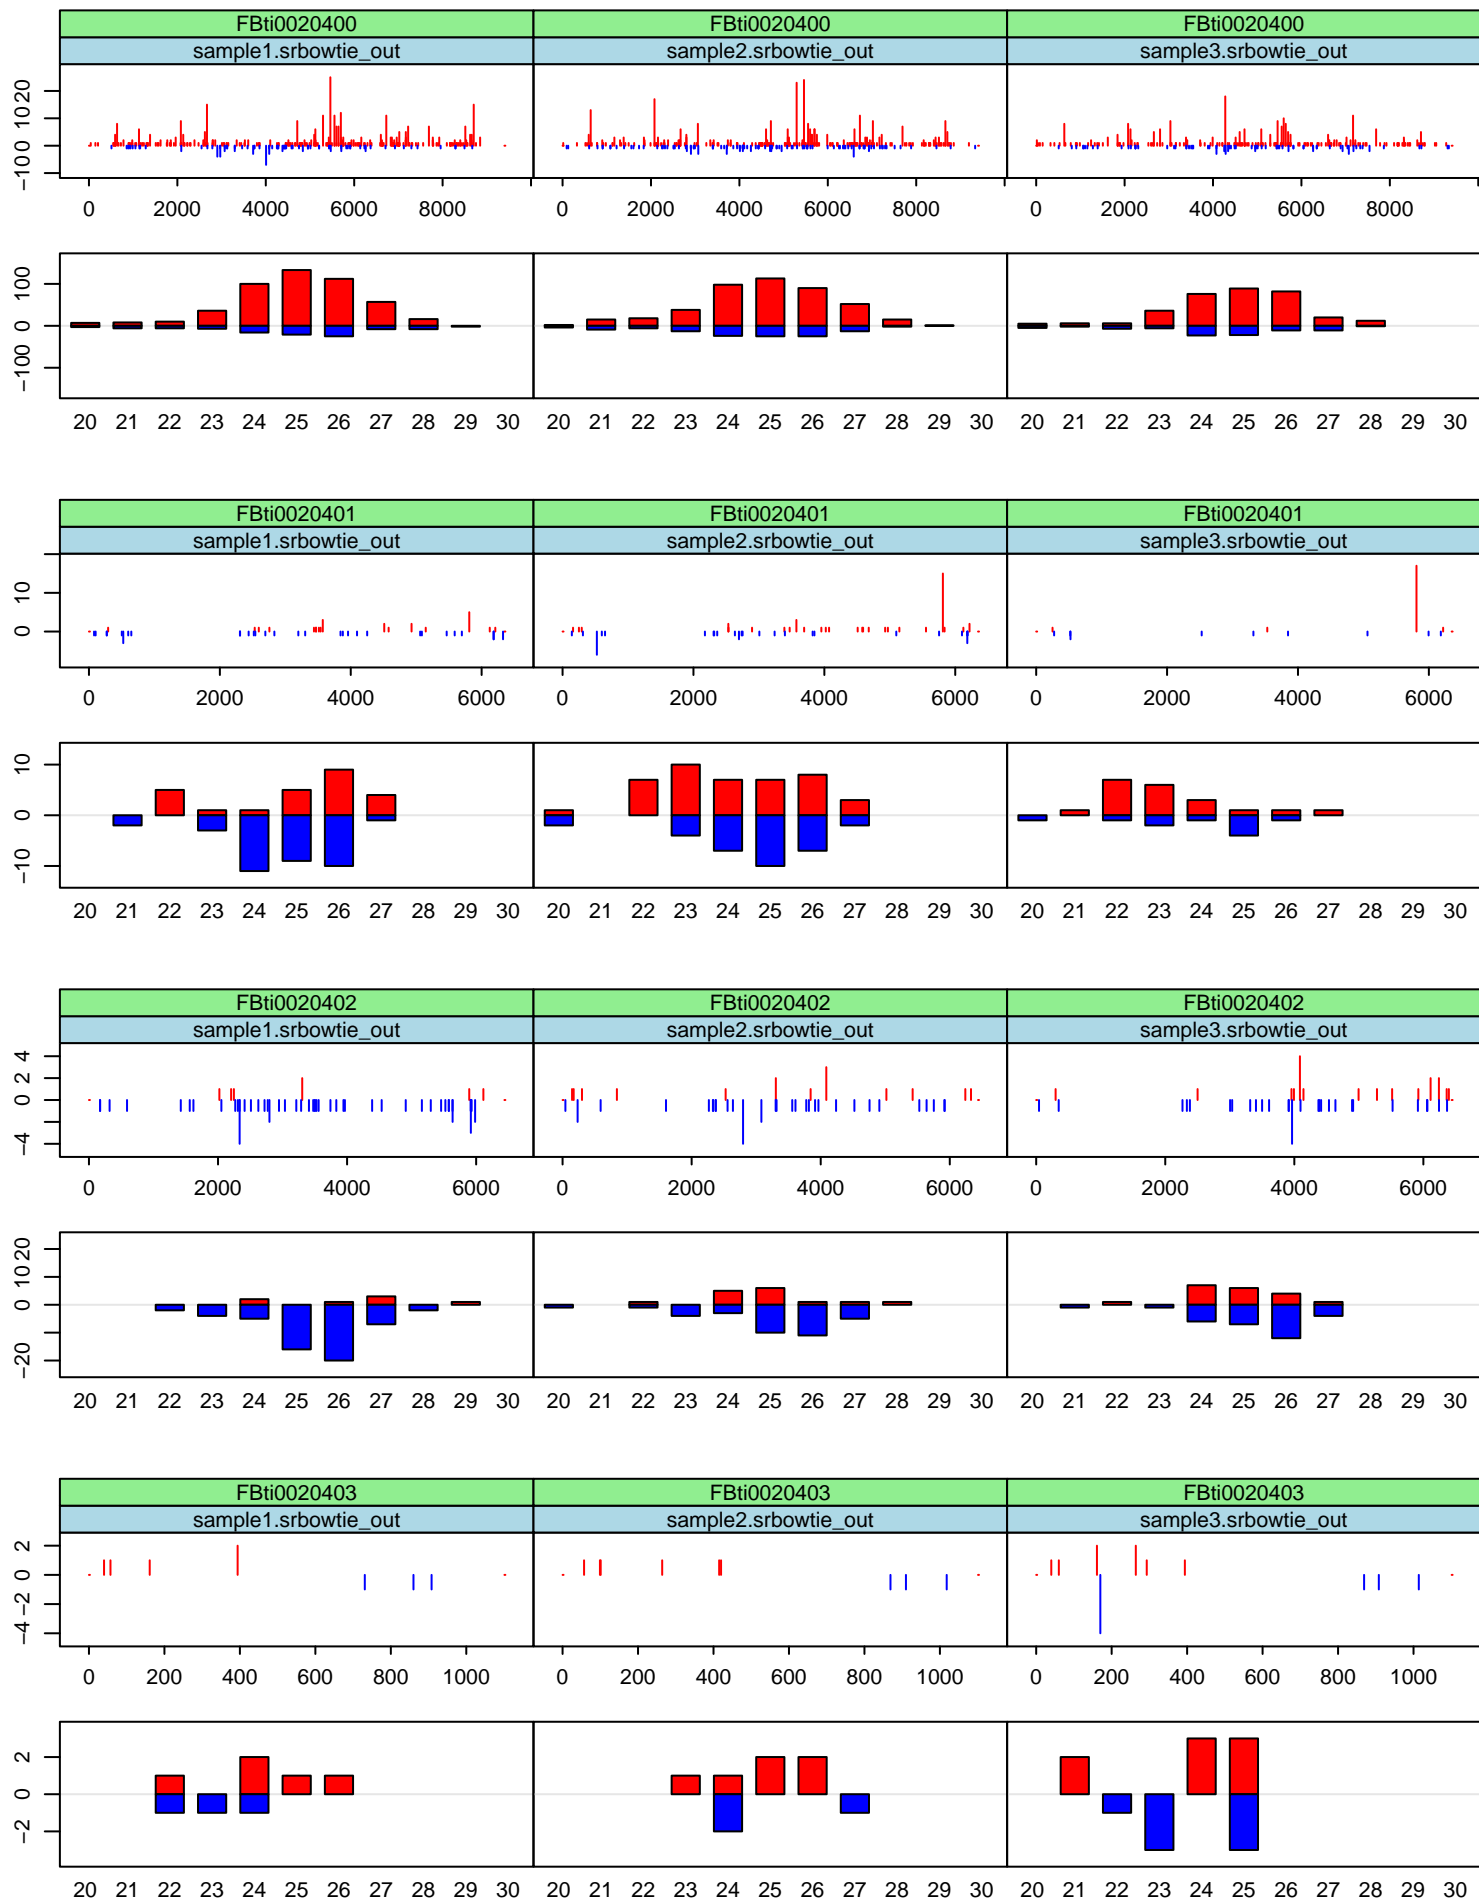 FBti0020400 FBti0020400 FBti0020400
sample1.srbowtie_out sample2.srbowtie_out sample3.srbowtie_out
−10 0 10 20
0 2000 4000 6000 8000 0 2000 4000 6000 8000 0 2000 4000 6000 8000
−100 0 100
20 21 22 23 24 25 26 27 28 29 30 20 21 22 23 24 25 26 27 28 29 30 20 21 22 23 24 25 26 27 28 29 30
FBti0020401 FBti0020401 FBti0020401
sample1.srbowtie_out sample2.srbowtie_out sample3.srbowtie_out
0 10
0 2000 4000 6000 0 2000 4000 6000 0 2000 4000 6000
−10 0 10
20 21 22 23 24 25 26 27 28 29 30 20 21 22 23 24 25 26 27 28 29 30 20 21 22 23 24 25 26 27 28 29 30
FBti0020402 FBti0020402 FBti0020402
sample1.srbowtie_out sample2.srbowtie_out sample3.srbowtie_out
−4 0 2 4
0 2000 4000 6000 0 2000 4000 6000 0 2000 4000 6000
−20 0 10 20
20 21 22 23 24 25 26 27 28 29 30 20 21 22 23 24 25 26 27 28 29 30 20 21 22 23 24 25 26 27 28 29 30
FBti0020403 FBti0020403 FBti0020403
sample1.srbowtie_out sample2.srbowtie_out sample3.srbowtie_out
−4 −2 0 2
0 200 400 600 800 1000 0 200 400 600 800 1000 0 200 400 600 800 1000
−2 0 2
20 21 22 23 24 25 26 27 28 29 30 20 21 22 23 24 25 26 27 28 29 30 20 21 22 23 24 25 26 27 28 29 30